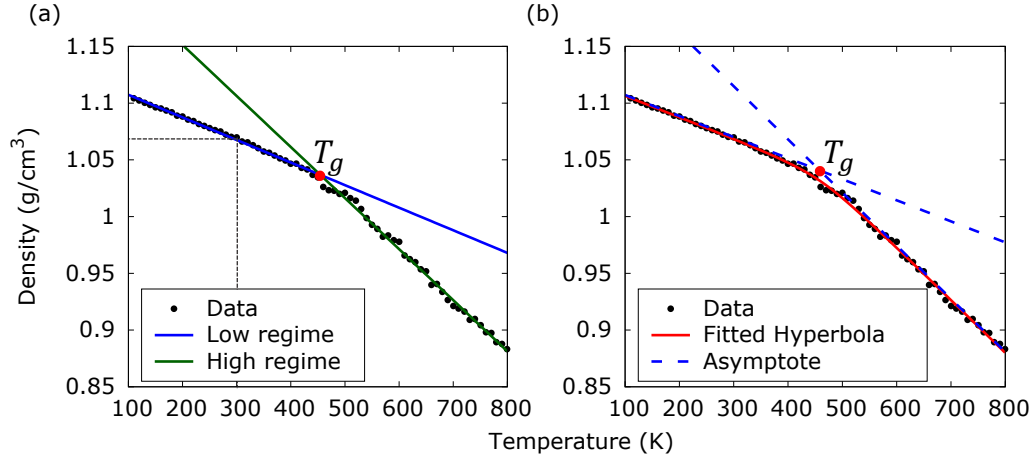 (a)
(b)
Density (g/cm³)
1.15
1.1
1.05
1
0.95
0.9
0.85
100 200 300 400 500 600 700 800
T_g
Data
Low regime
High regime
1.15
1.1
1.05
1
0.95
0.9
0.85
100 200 300 400 500 600 700 800
T_g
Data
Fitted Hyperbola
Asymptote
Temperature (K)